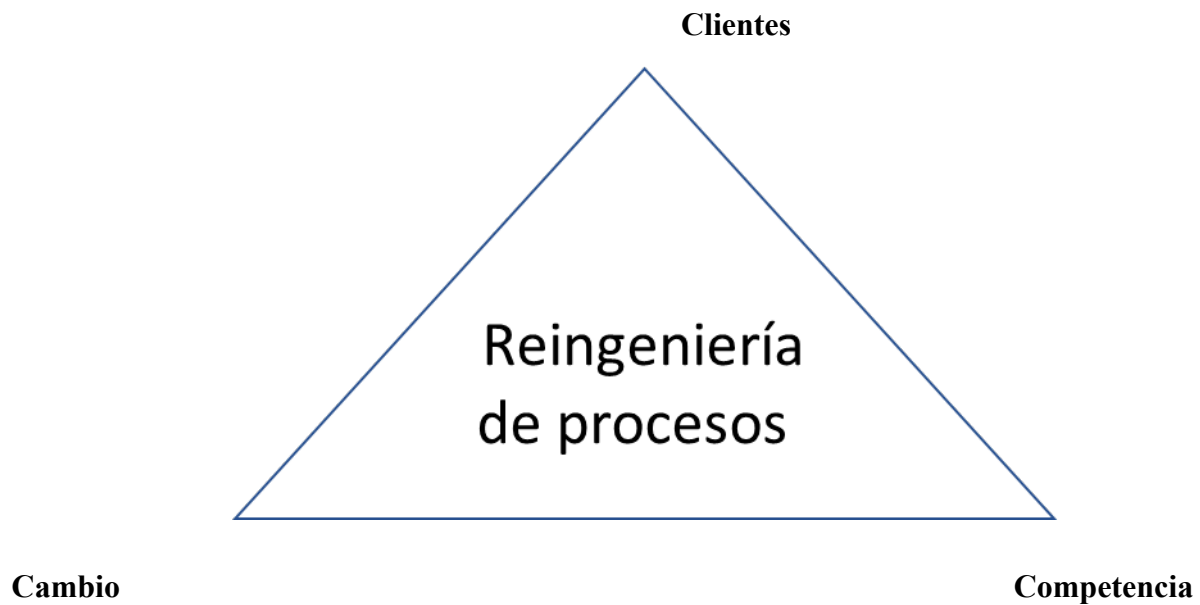 Clientes
Reingeniería
de procesos
Cambio
Competencia